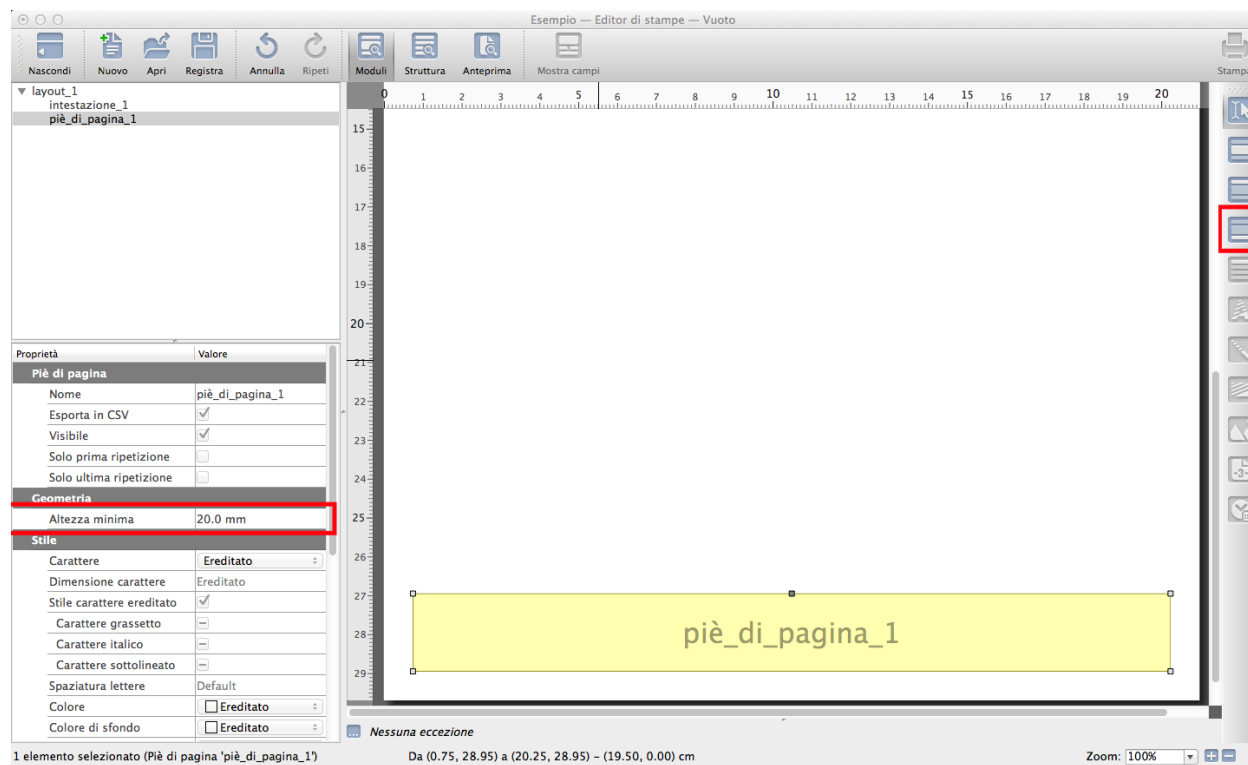 Esempio — Editor di stampe — Vuoto
Nascondi Nuovo Apri Registra Annulla Ripeti Moduli Struttura Anteprima Mostra campi
layout_1
intestazione_1
piè_di_pagina_1
0 1 2 3 4 5 6 7 8 9 10 11 12 13 14 15 16 17 18 19 20
15
16
17
18
19
20
21
22
23
24
25
26
27
28
29
Proprietà Valore
Piè di pagina
Nome piè_di_pagina_1
Esporta in CSV
Visibile
Solo prima ripetizione
Solo ultima ripetizione
Geometria
Altezza minima 20.0 mm
Stile
Carattere Ereditato
Dimensione carattere Ereditato
Stile carattere ereditato
Carattere grassetto
Carattere italico
Carattere sottolineato
Spaziatura lettere Default
Colore Ereditato
Colore di sfondo Ereditato
piè_di_pagina_1
-3-
Nessuna eccezione
1 elemento selezionato (Piè di pagina 'piè_di_pagina_1') Da (0.75, 28.95) a (20.25, 28.95) – (19.50, 0.00) cm Zoom: 100%